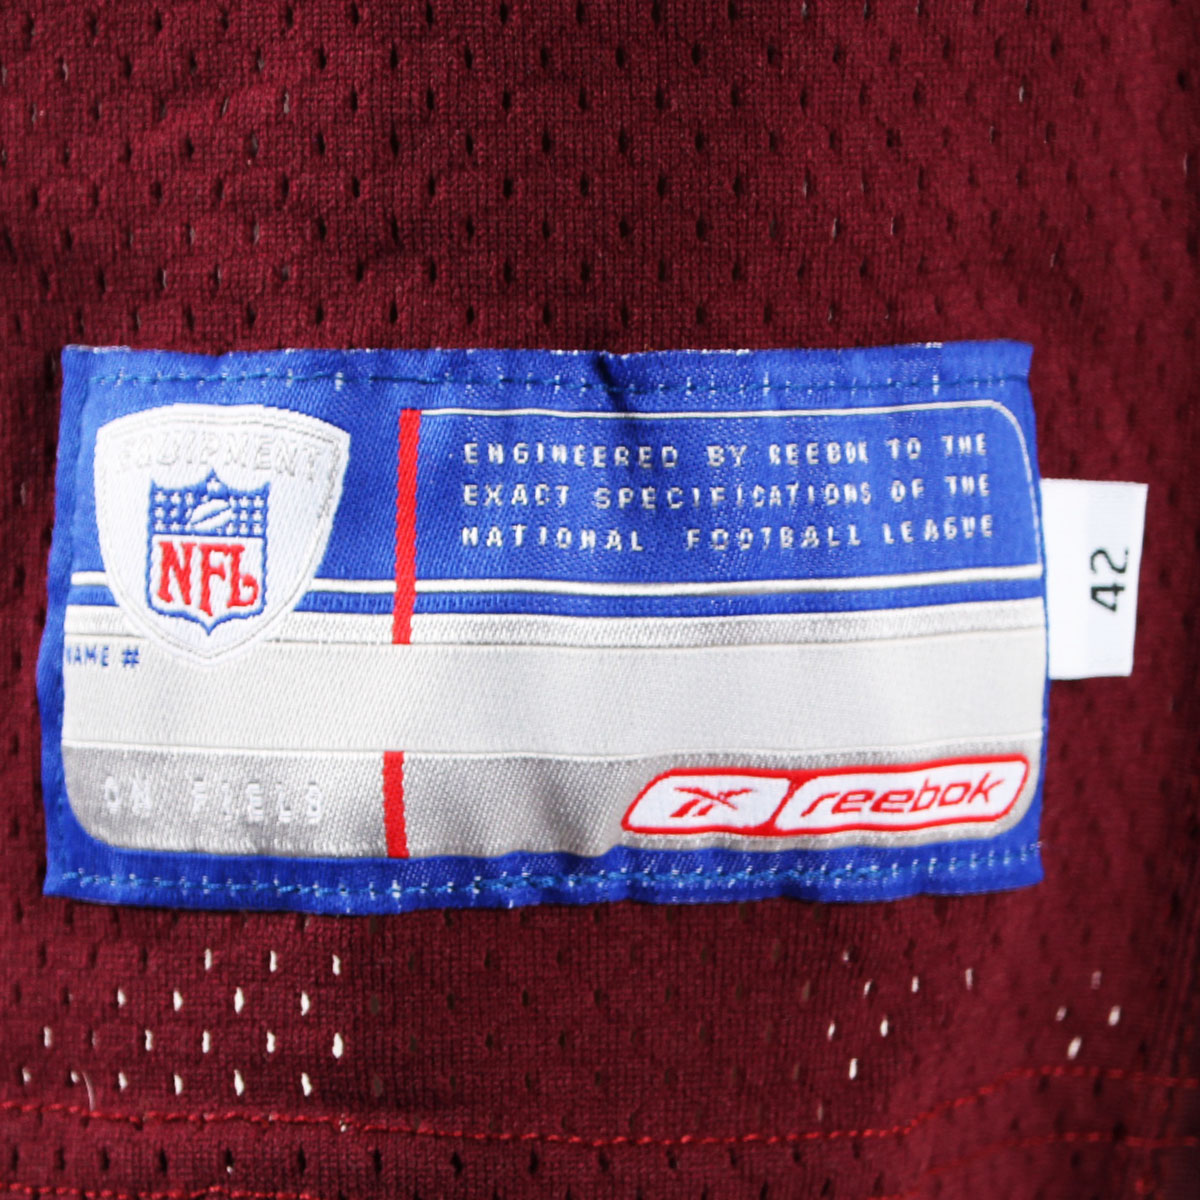 EQUIPMENT
NFL
ENGINEERED BY REEBOK TO THE
EXACT SPECIFICATIONS OF THE
NATIONAL FOOTBALL LEAGUE
42
NAME #
ON FIELD
reebok